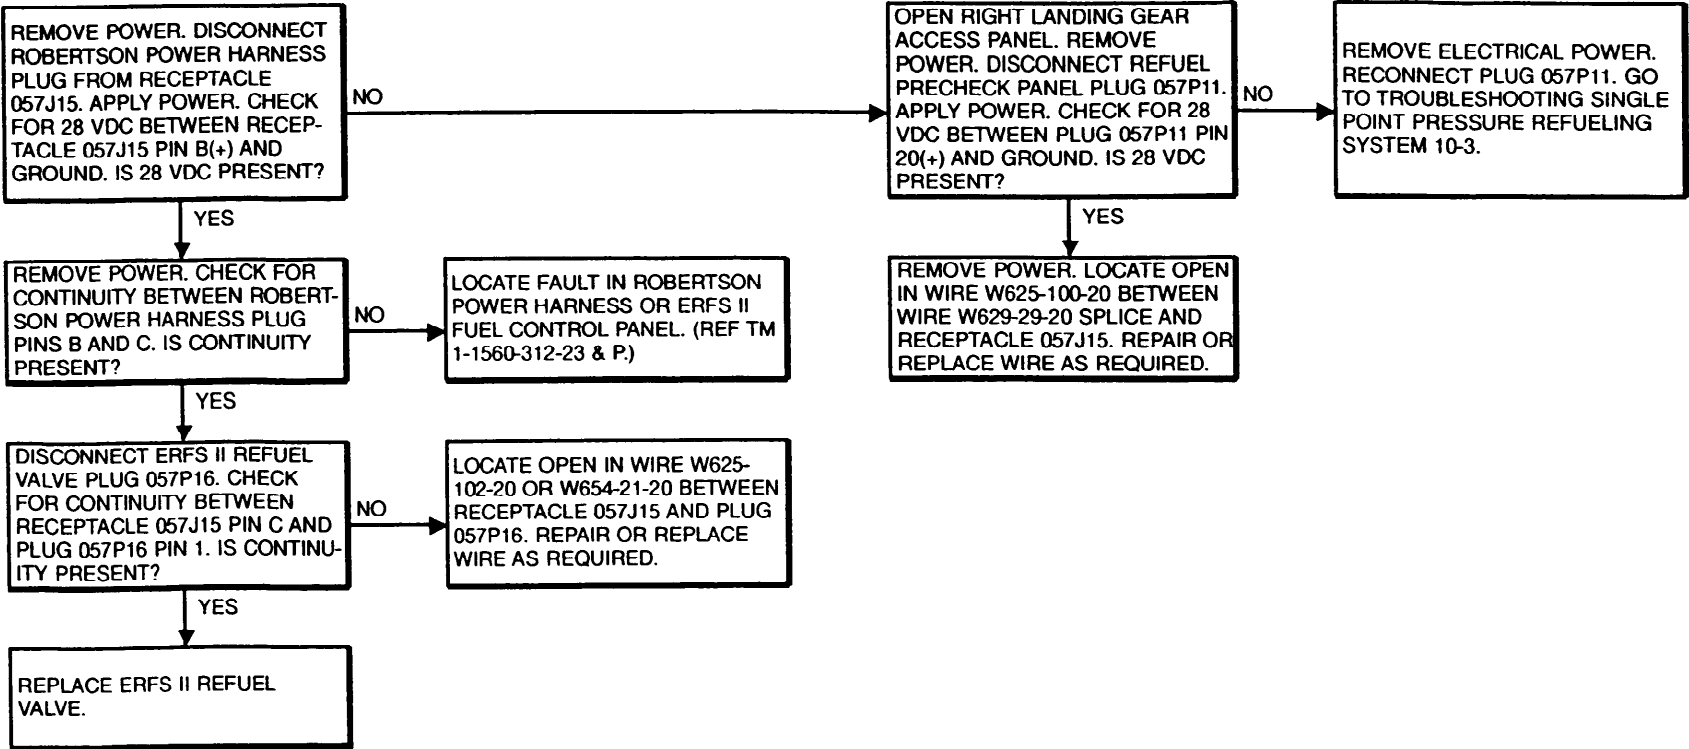 REMOVE POWER. DISCONNECT
ROBERTSON POWER HARNESS
PLUG FROM RECEPTACLE
057J15. APPLY POWER. CHECK
FOR 28 VDC BETWEEN RECEP-
TACLE 057J15 PIN B(+) AND
GROUND. IS 28 VDC PRESENT?
NO
OPEN RIGHT LANDING GEAR
ACCESS PANEL. REMOVE
POWER. DISCONNECT REFUEL
PRECHECK PANEL PLUG 057P11.
APPLY POWER. CHECK FOR 28
VDC BETWEEN PLUG 057P11 PIN
20(+) AND GROUND. IS 28 VDC
PRESENT?
NO
REMOVE ELECTRICAL POWER.
RECONNECT PLUG 057P11. GO
TO TROUBLESHOOTING SINGLE
POINT PRESSURE REFUELING
SYSTEM 10-3.
YES
YES
REMOVE POWER. CHECK FOR
CONTINUITY BETWEEN ROBERT-
SON POWER HARNESS PLUG
PINS B AND C. IS CONTINUITY
PRESENT?
NO
LOCATE FAULT IN ROBERTSON
POWER HARNESS OR ERFS II
FUEL CONTROL PANEL. (REF TM
1-1560-312-23 & P.)
REMOVE POWER. LOCATE OPEN
IN WIRE W625-100-20 BETWEEN
WIRE W629-29-20 SPLICE AND
RECEPTACLE 057J15. REPAIR OR
REPLACE WIRE AS REQUIRED.
YES
DISCONNECT ERFS II REFUEL
VALVE PLUG 057P16. CHECK
FOR CONTINUITY BETWEEN
RECEPTACLE 057J15 PIN C AND
PLUG 057P16 PIN 1. IS CONTINU-
ITY PRESENT?
NO
LOCATE OPEN IN WIRE W625-
102-20 OR W654-21-20 BETWEEN
RECEPTACLE 057J15 AND PLUG
057P16. REPAIR OR REPLACE
WIRE AS REQUIRED.
YES
REPLACE ERFS II REFUEL
VALVE.